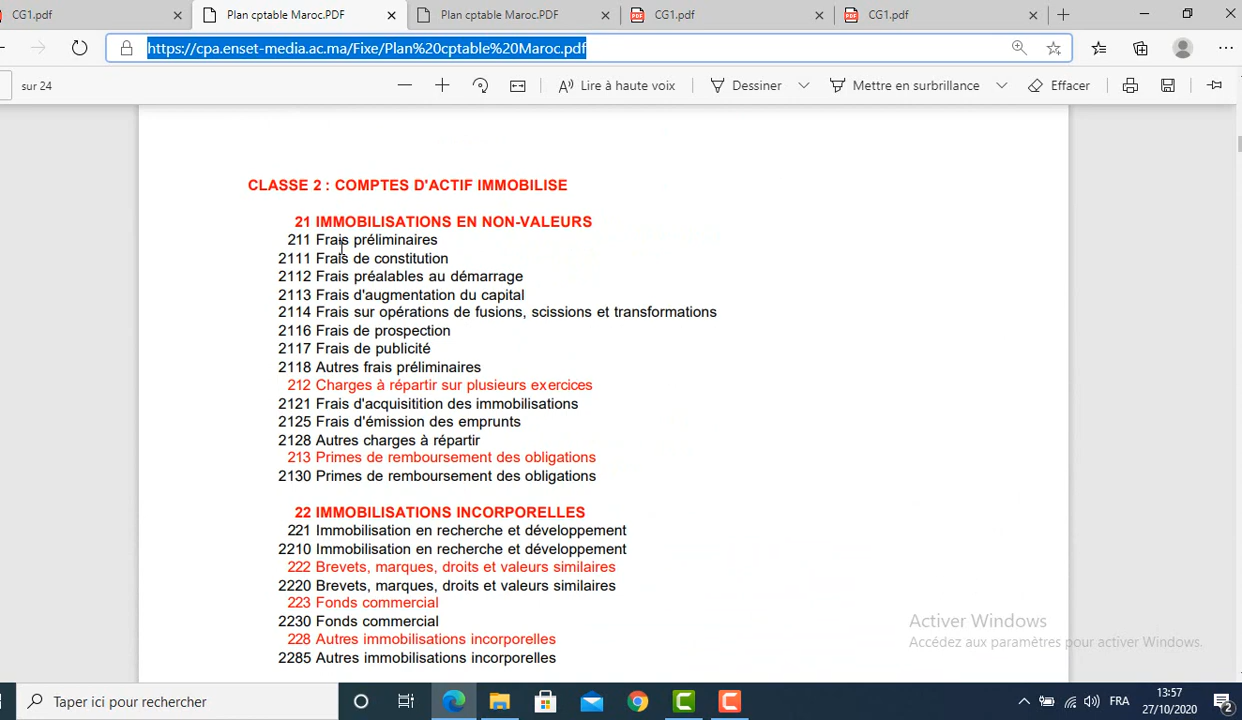 CG1.pdf
Plan cptable Maroc.PDF
Plan cptable Maroc.PDF
CG1.pdf
CG1.pdf
https://cpa.enset-media.ac.ma/Fixe/Plan%20cptable%20Maroc.pdf
sur 24
Lire à haute voix
Dessiner
Mettre en surbrillance
Effacer
CLASSE 2 : COMPTES D'ACTIF IMMOBILISE
21 IMMOBILISATIONS EN NON-VALEURS
211 Frais préliminaires
2111 Frais de constitution
2112 Frais préalables au démarrage
2113 Frais d'augmentation du capital
2114 Frais sur opérations de fusions, scissions et transformations
2116 Frais de prospection
2117 Frais de publicité
2118 Autres frais préliminaires
212 Charges à répartir sur plusieurs exercices
2121 Frais d'acquisitition des immobilisations
2125 Frais d'émission des emprunts
2128 Autres charges à répartir
213 Primes de remboursement des obligations
2130 Primes de remboursement des obligations
22 IMMOBILISATIONS INCORPORELLES
221 Immobilisation en recherche et développement
2210 Immobilisation en recherche et développement
222 Brevets, marques, droits et valeurs similaires
2220 Brevets, marques, droits et valeurs similaires
223 Fonds commercial
2230 Fonds commercial
228 Autres immobilisations incorporelles
2285 Autres immobilisations incorporelles
Activer Windows
Accédez aux paramètres pour activer Windows.
Taper ici pour rechercher
FRA
13:57
27/10/2020
2